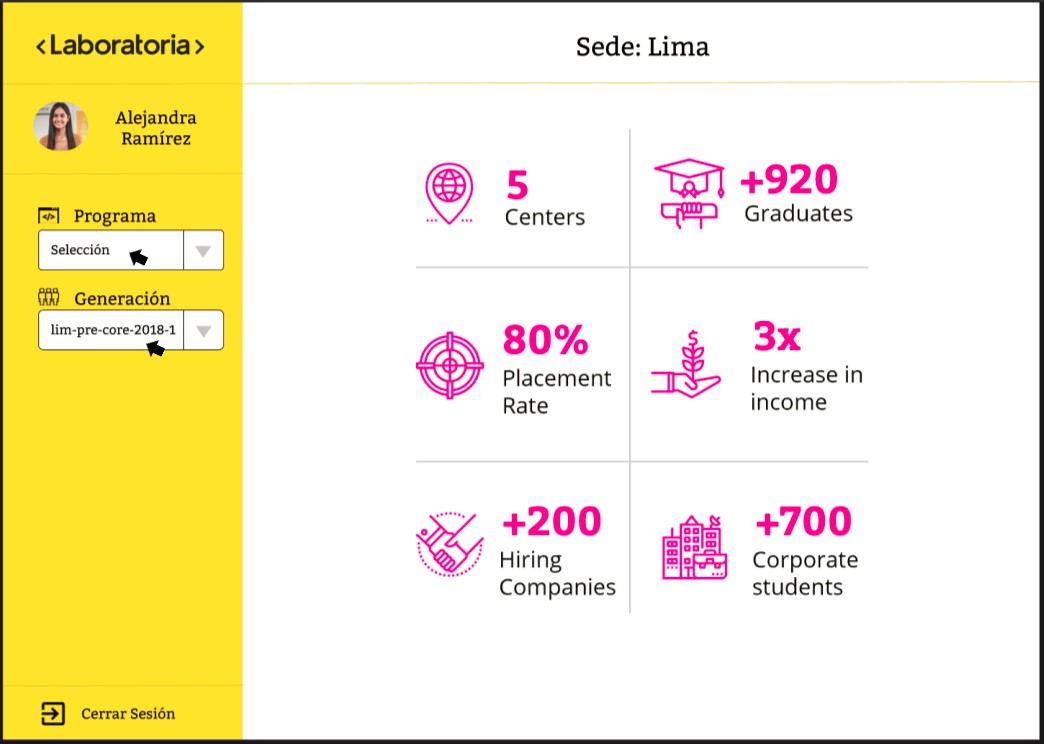 <Laboratoria>
Alejandra
Ramírez
</> Programa
Selección
Generación
lim-pre-core-2018-1
Cerrar Sesión
Sede: Lima
5
Centers
+920
Graduates
80%
Placement
Rate
$
3x
Increase in
income
+200
Hiring
Companies
+700
Corporate
students